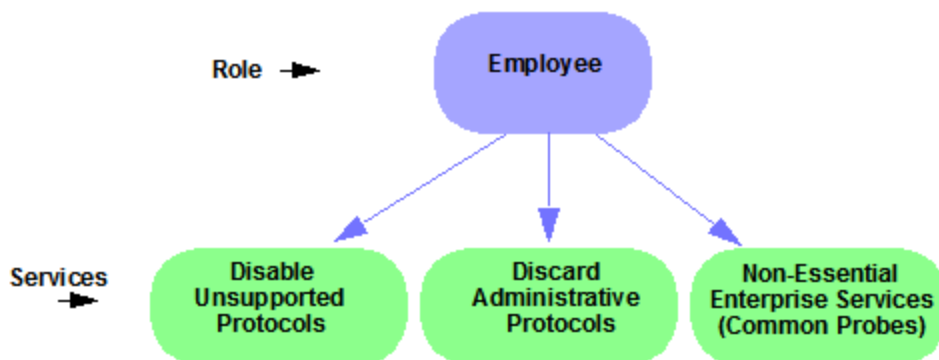 Role
Employee
Services
Disable
Unsupported
Protocols
Discard
Administrative
Protocols
Non-Essential
Enterprise Services
(Common Probes)